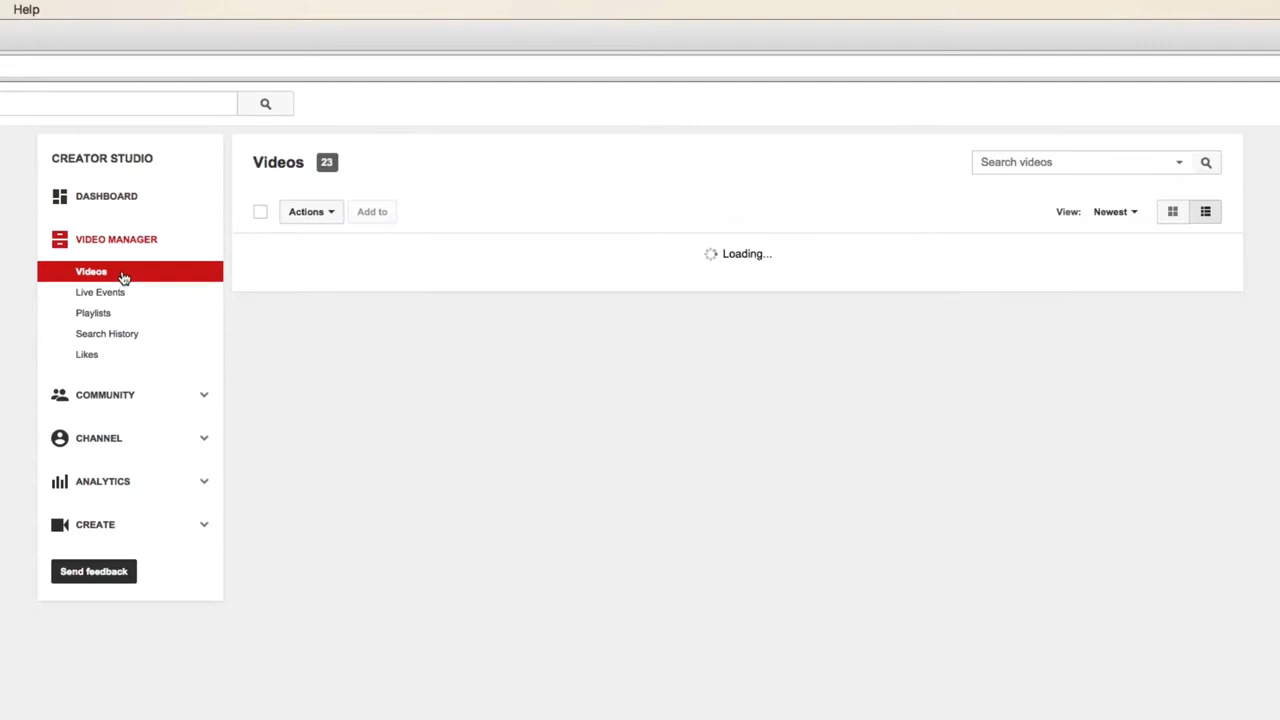 Help
CREATOR STUDIO
DASHBOARD
VIDEO MANAGER
Videos
Live Events
Playlists
Search History
Likes
COMMUNITY
CHANNEL
ANALYTICS
CREATE
Send feedback
Videos 23
Search videos
Actions Add to
View: Newest
Loading...